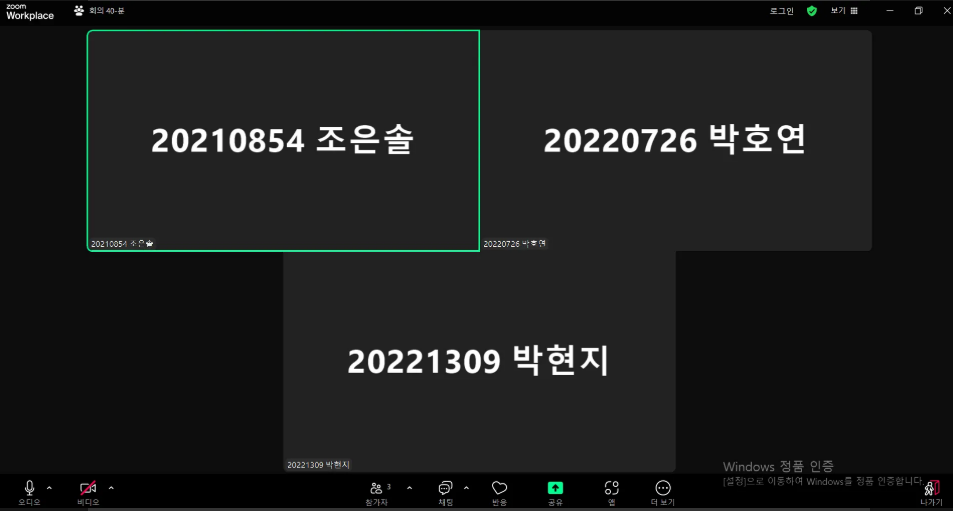 zoom
Workplace
회의 40-분
로그인
보기
20210854 조은솔
20210854 조은솔
20220726 박호연
20220726 박호연
20221309 박현지
20221309 박현지
Windows 정품 인증
[설정]으로 이동하여 Windows를 정품 인증합니다.
오디오
비디오
3
참가자
채팅
반응
공유
앱
더 보기
나가기